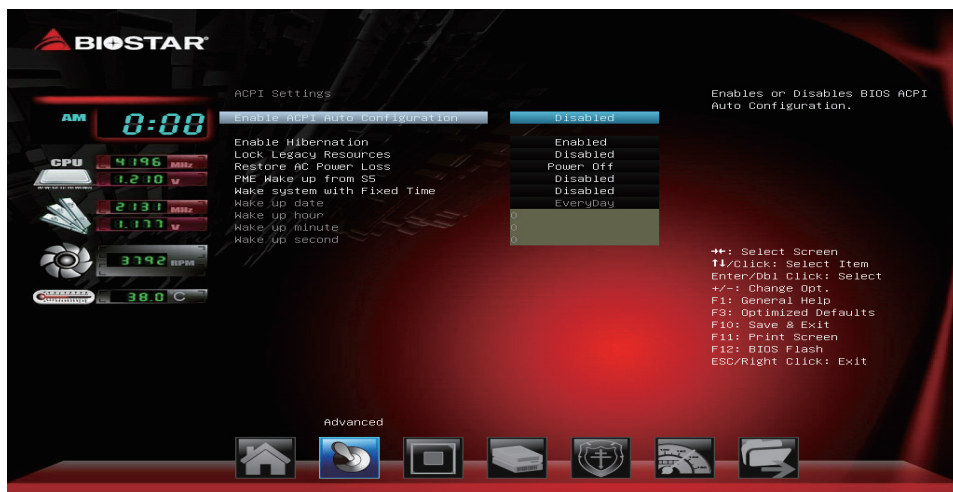 BIOSTAR
ACPI Settings
Enable ACPI Auto Configuration Disabled
Enable Hibernation Enabled
Lock Legacy Resources Disabled
Restore AC Power Loss Power Off
PME Wake up from S5 Disabled
Wake system with Fixed Time Disabled
Wake up date EveryDay
Wake up hour 0
Wake up minute 0
Wake up second 0
AM 0:00
CPU 4196 MHz
1.210 V
2131 MHz
1.177 V
3792 RPM
38.0 C
Enables or Disables BIOS ACPI
Auto Configuration.
→←: Select Screen
↑↓/Click: Select Item
Enter/Dbl Click: Select
+/-: Change Opt.
F1: General Help
F3: Optimized Defaults
F10: Save & Exit
F11: Print Screen
F12: BIOS Flash
ESC/Right Click: Exit
Advanced